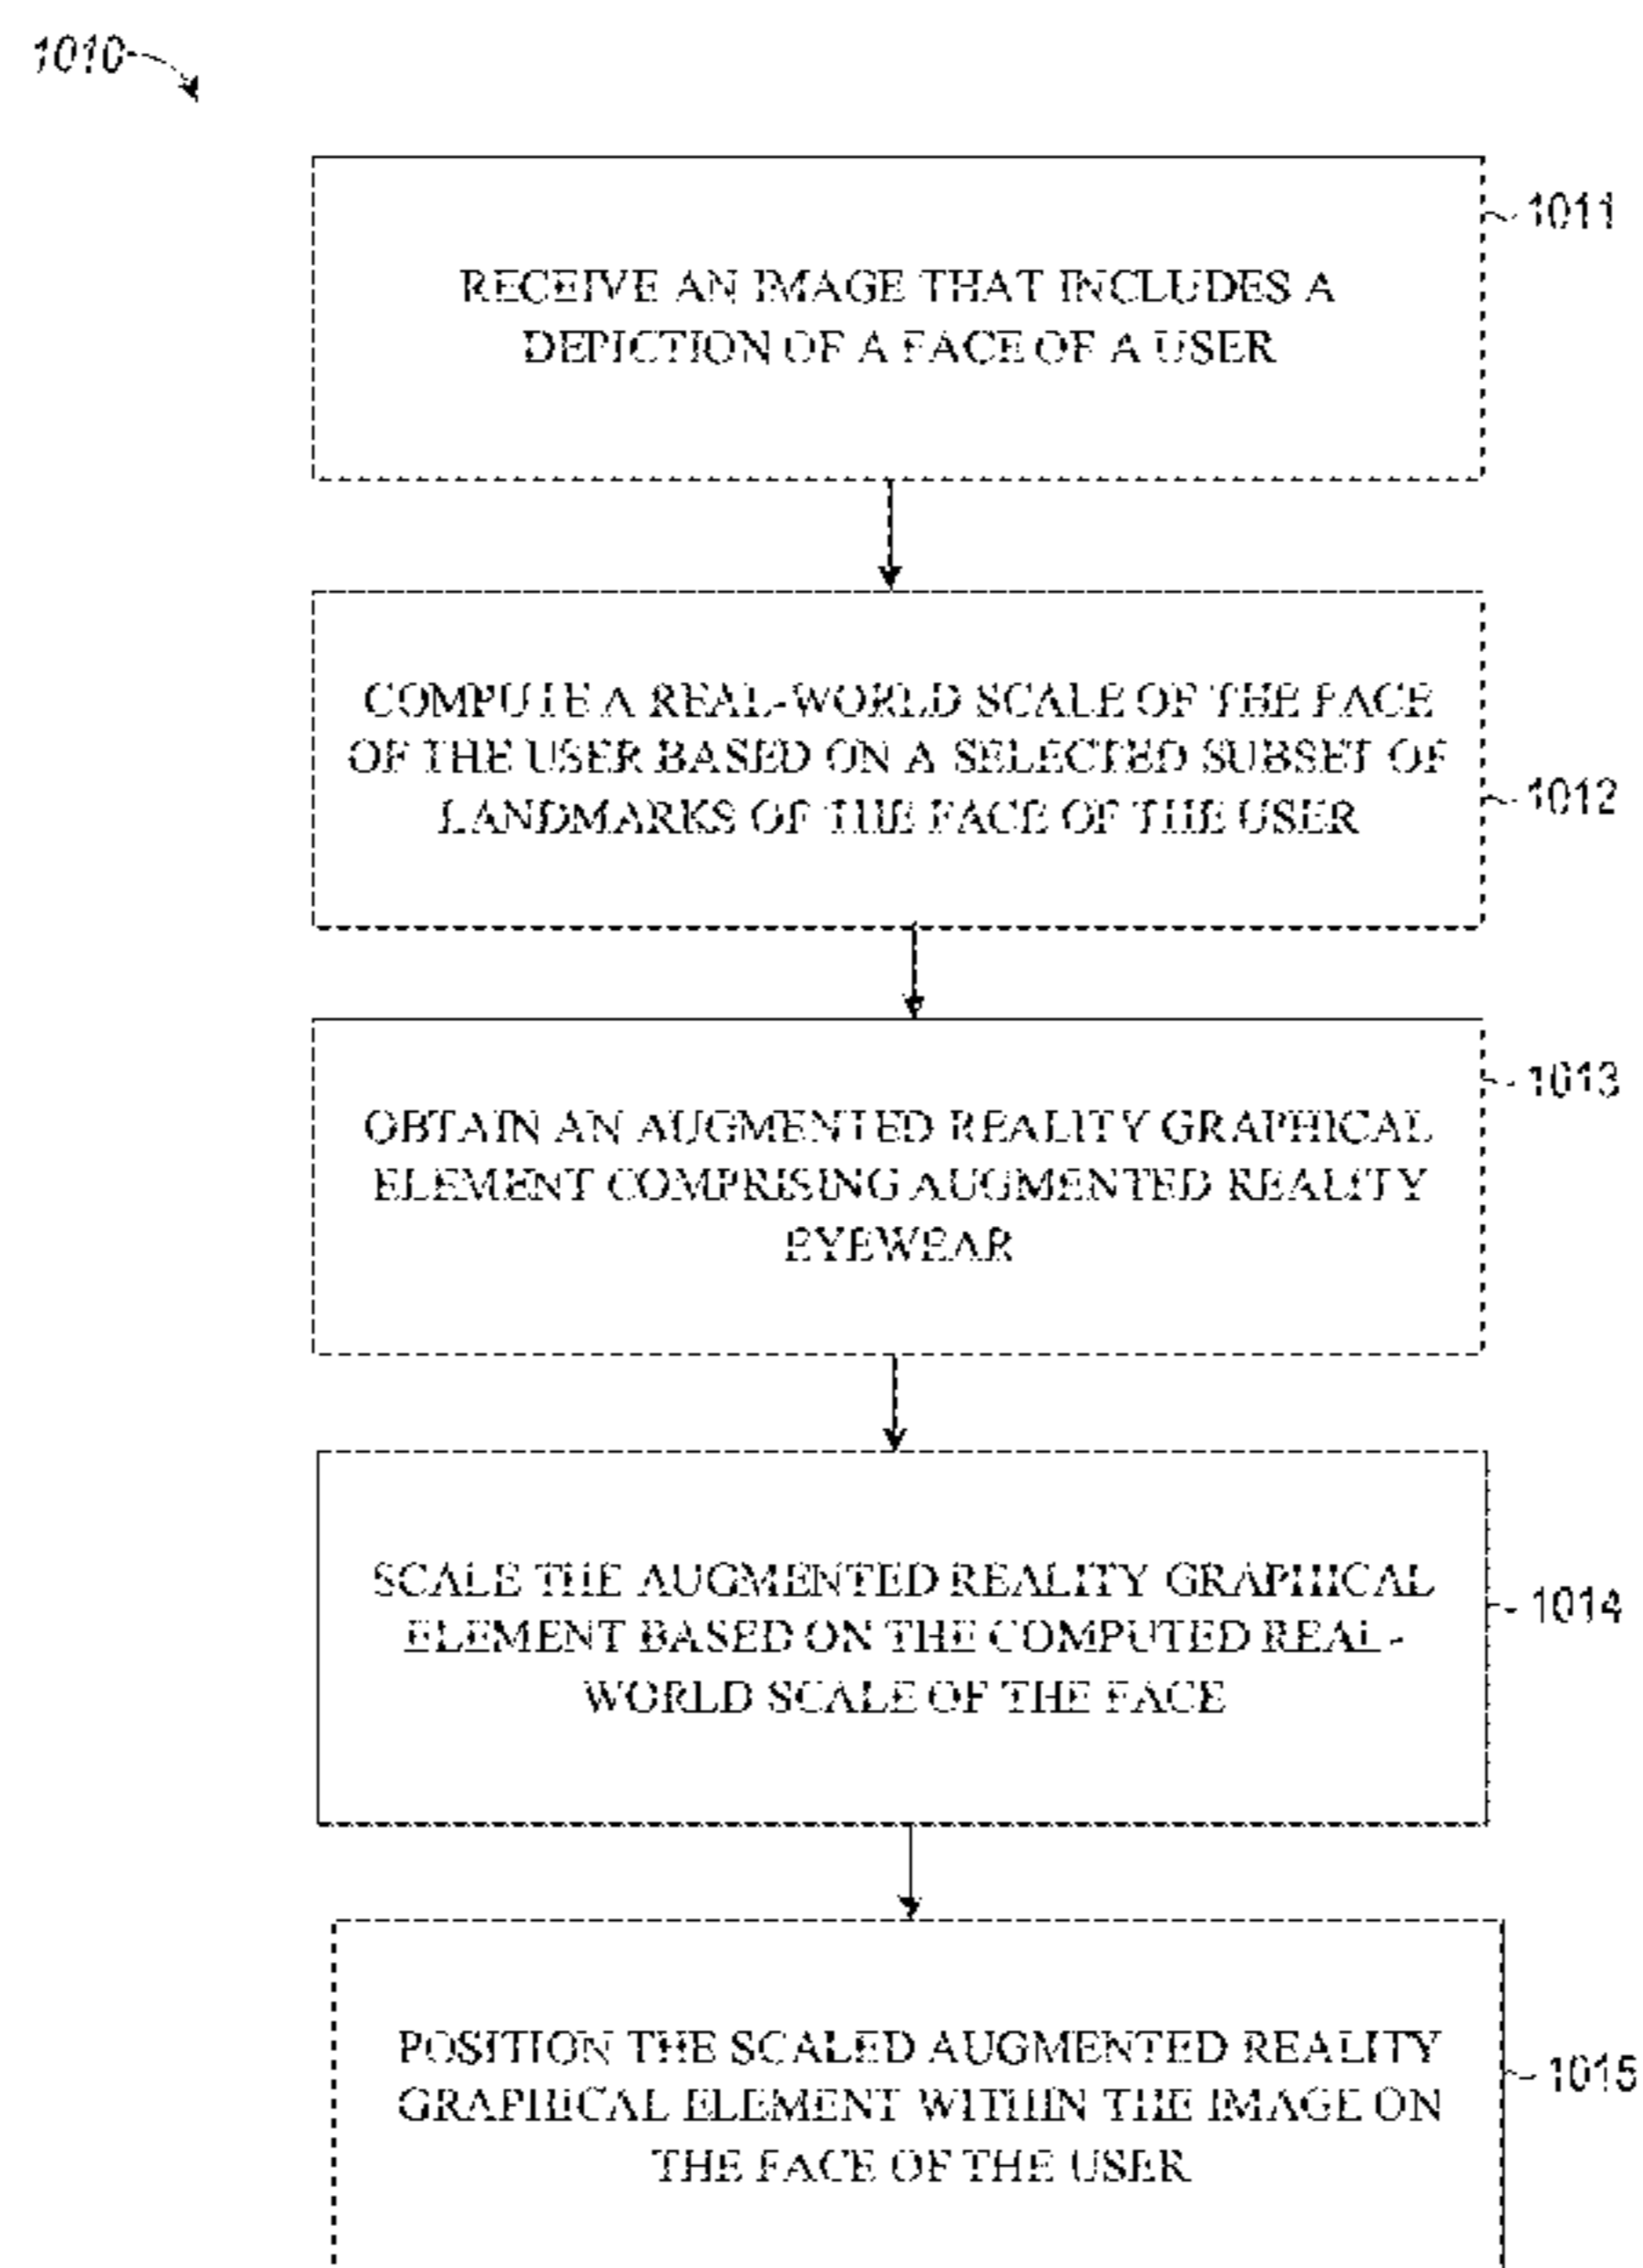 1010
RECEIVE AN IMAGE THAT INCLUDES A
DEPICTION OF A FACE OF A USER
1011
COMPUTE A REAL-WORLD SCALE OF THE FACE
OF THE USER BASED ON A SELECTED SUBSET OF
LANDMARKS OF THE FACE OF THE USER
1012
OBTAIN AN AUGMENTED REALITY GRAPHICAL
ELEMENT COMPRISING AUGMENTED REALITY
EYEWEAR
1013
SCALE THE AUGMENTED REALITY GRAPHICAL
ELEMENT BASED ON THE COMPUTED REAL-
WORLD SCALE OF THE FACE
1014
POSITION THE SCALED AUGMENTED REALITY
GRAPHICAL ELEMENT WITHIN THE IMAGE ON
THE FACE OF THE USER
1015